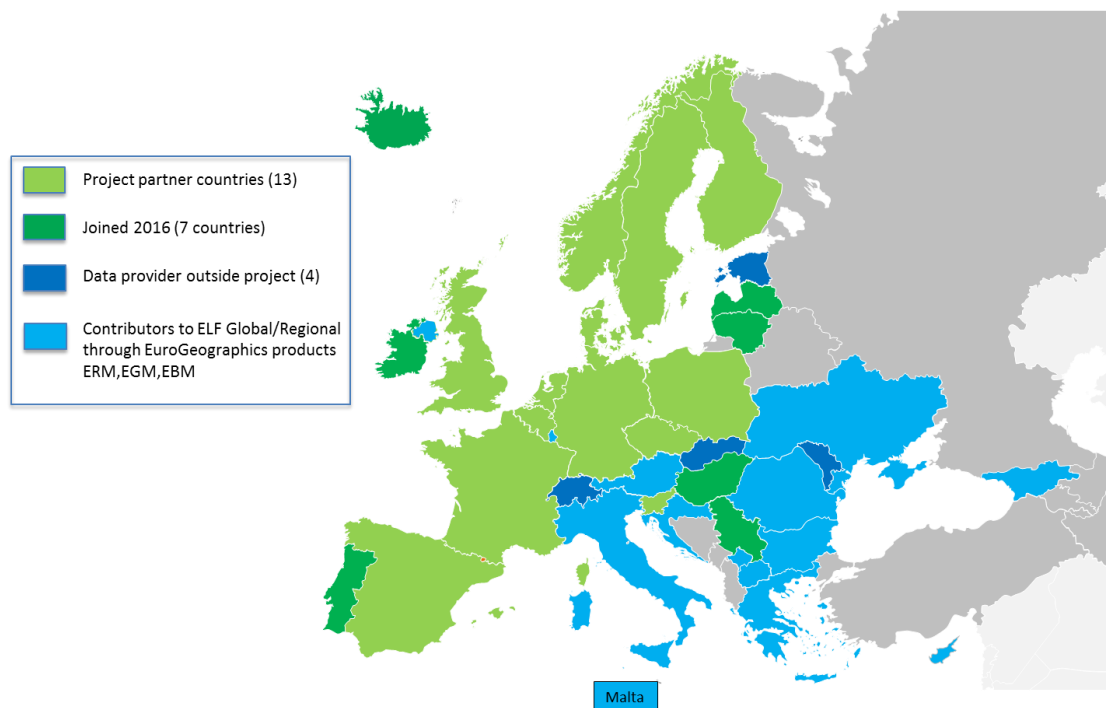 Project partner countries (13)
Joined 2016 (7 countries)
Data provider outside project (4)
Contributors to ELF Global/Regional
through EuroGeographics products
ERM,EGM,EBM
Malta